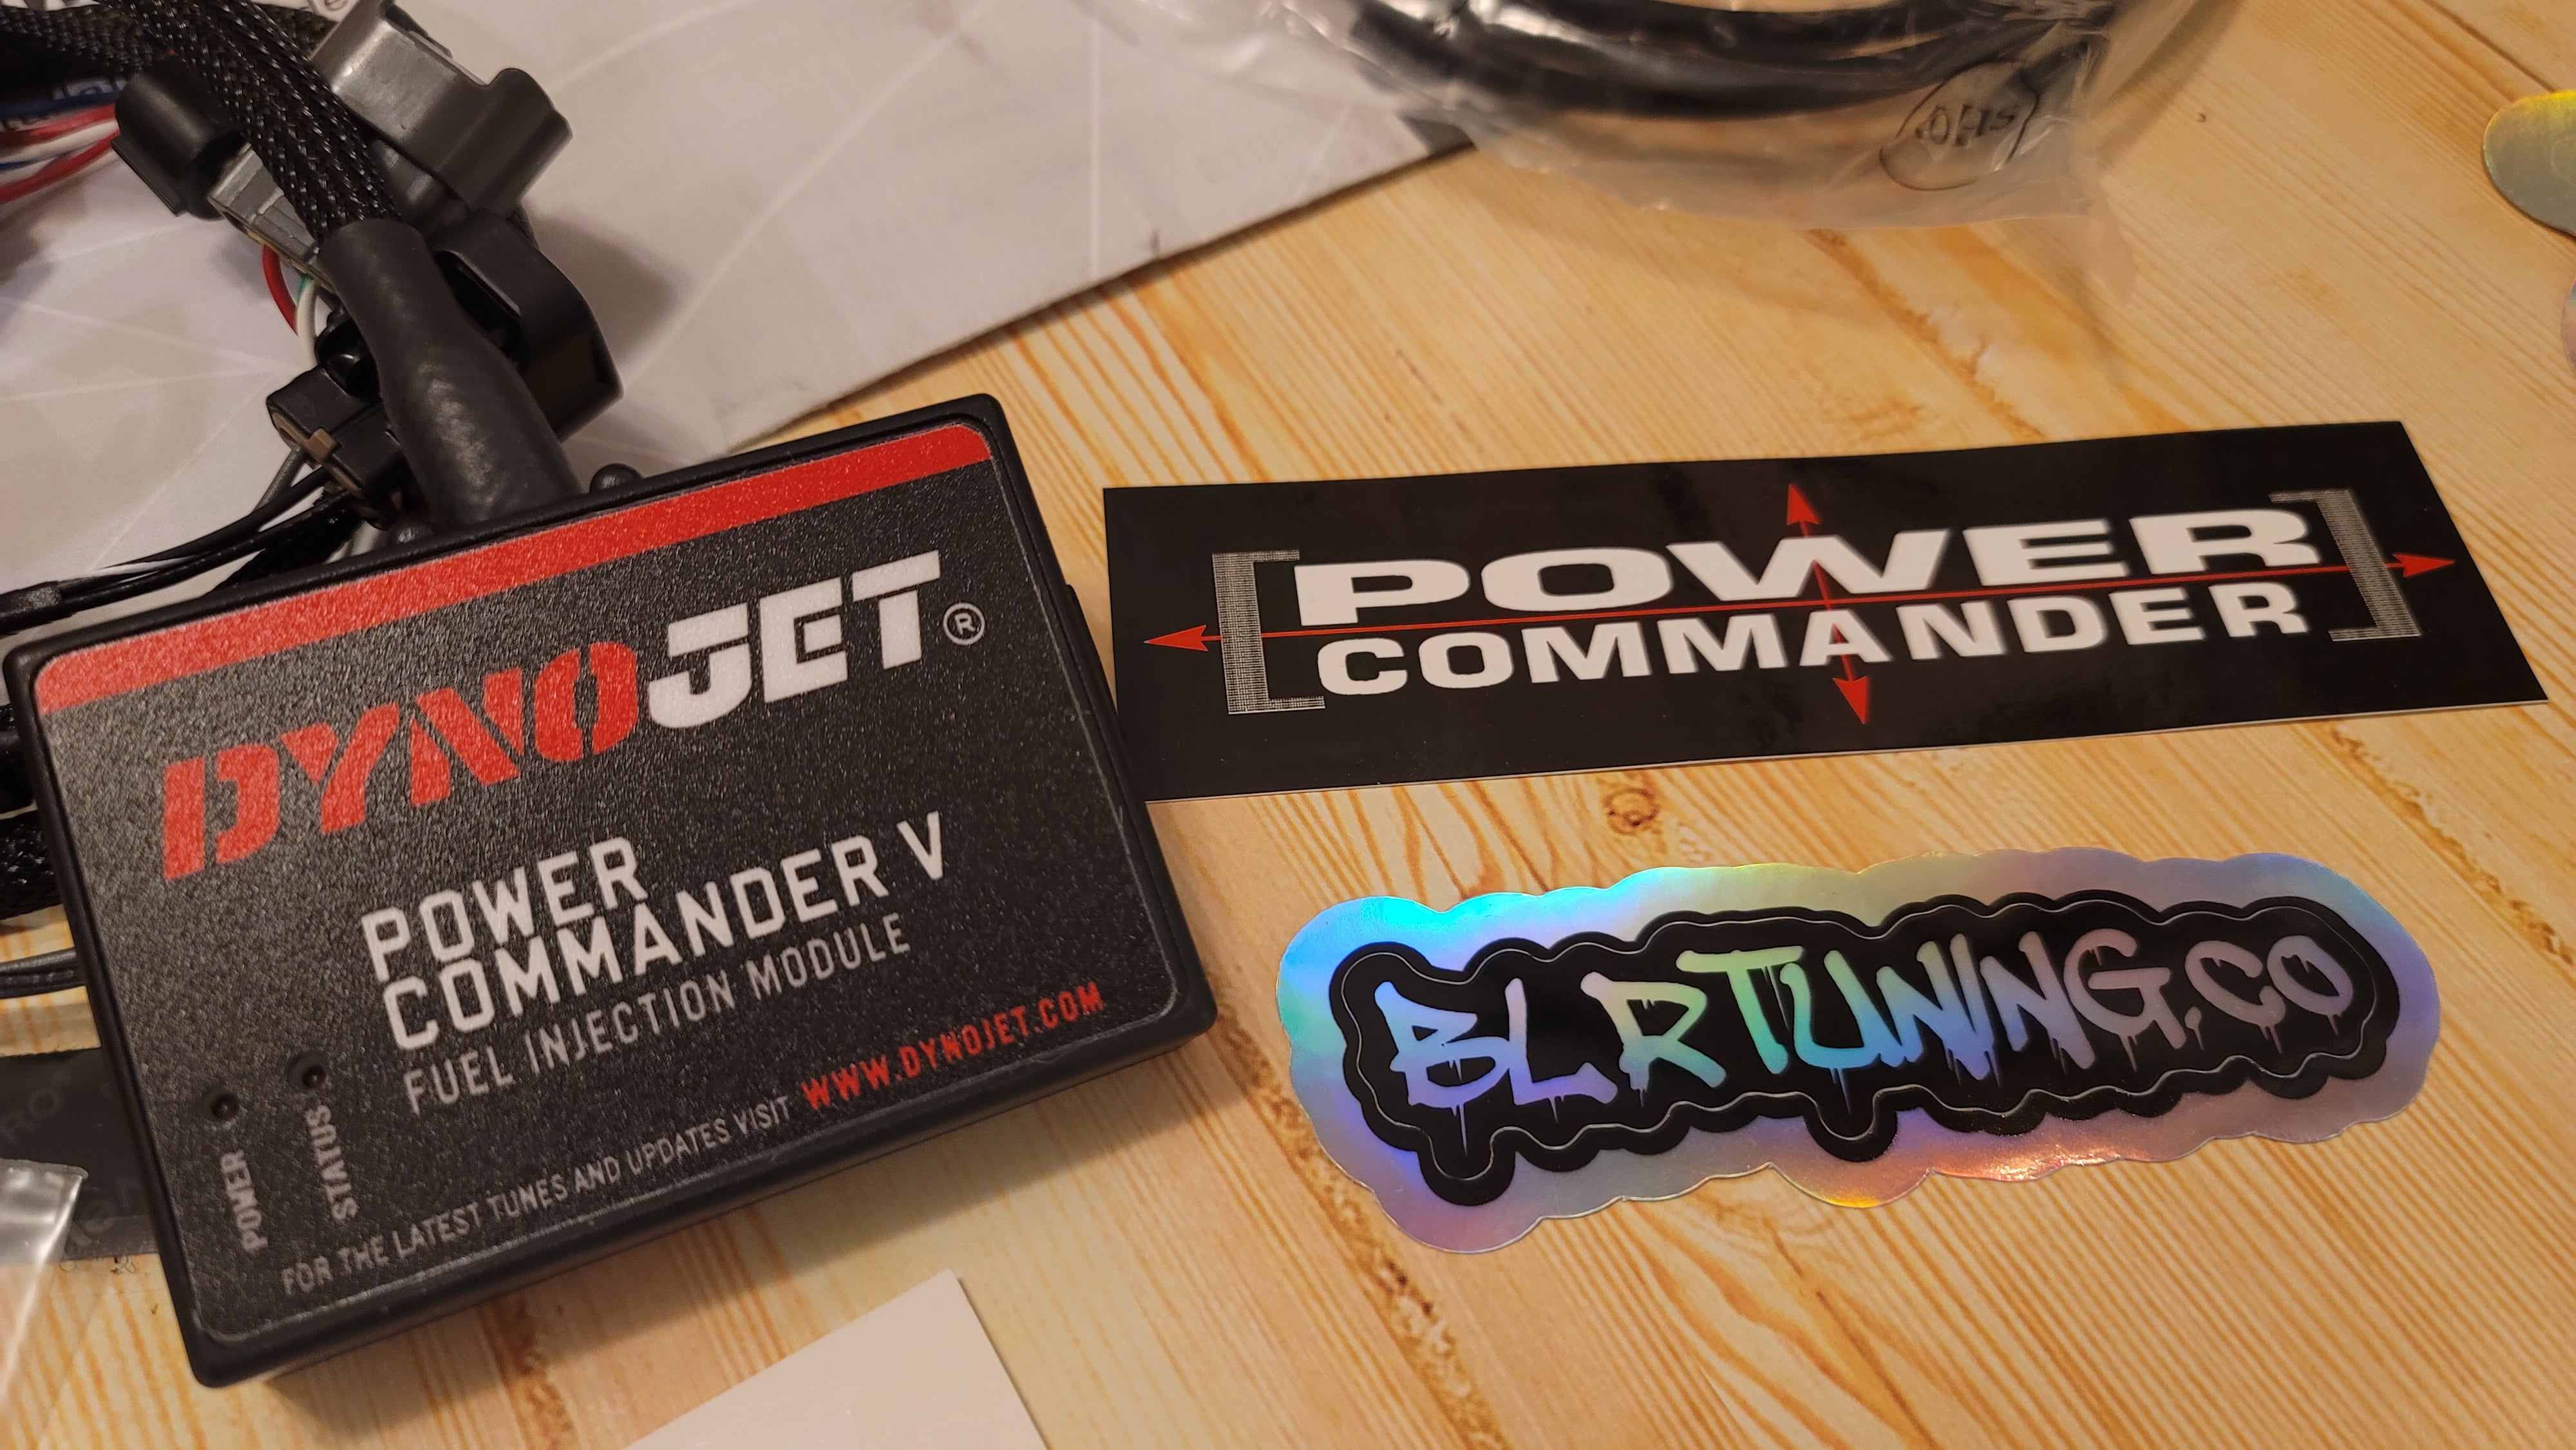 DYNOJET®
POWER
COMMANDER V
FUEL INJECTION MODULE
POWER
STATUS
FOR THE LATEST TUNES AND UPDATES VISIT WWW.DYNOJET.COM
POWER
COMMANDER
BLRTUNING.CO